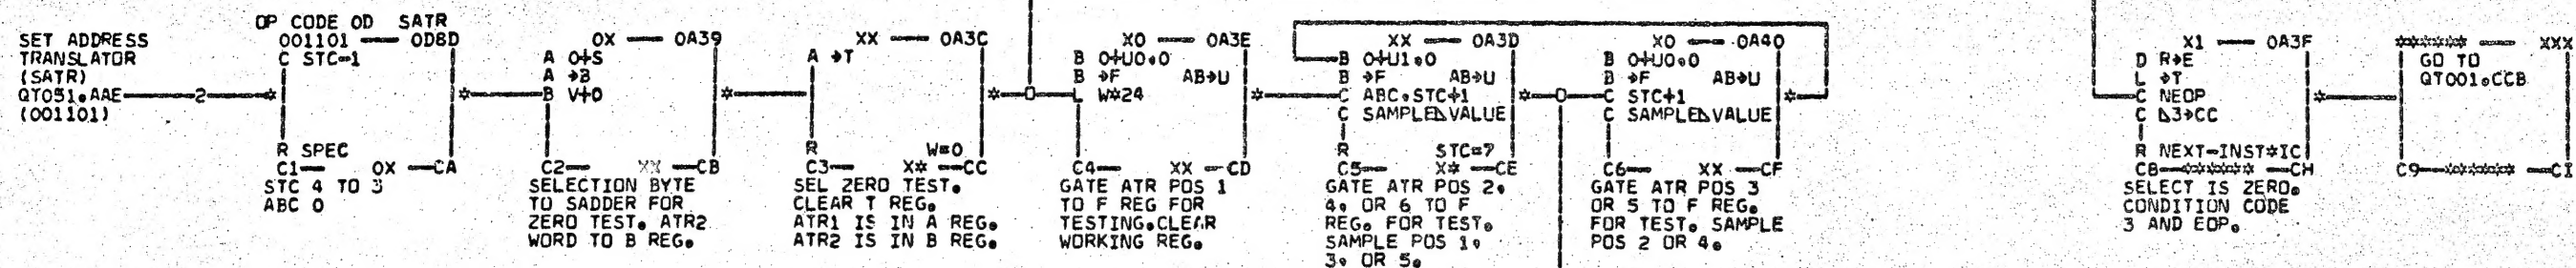 SET ADDRESS
TRANSLATOR
(SATR)
QT051.AAE
(001101)
2
OP CODE 0D SATR
001101 — 0D8D
C STC-1
R SPEC
C1— 0X —CA
STC 4 TO 3
ABC 0
0X — 0A39
A 0+S
A →B
B V+0
C2— XX —CB
SELECTION BYTE
TO SADDER FOR
ZERO TEST. ATR2
WORD TO B REG.
XX — 0A3C
A →T
R W=0
C3— X* —CC
SEL ZERO TEST.
CLEAR T REG.
ATR1 IS IN A REG.
ATR2 IS IN B REG.
X0 — 0A3E
B 0+U0.0
B →F AB→U
L W*24
C4— XX —CD
GATE ATR POS 1
TO F REG FOR
TESTING.CLEAR
WORKING REG.
XX — 0A3D
B 0+U1.0
B →F AB→U
C ABC.STC+1
C SAMPLE∆VALUE
R STC=7
C5— X* —CE
GATE ATR POS 2,
4, OR 6 TO F
REG. FOR TEST.
SAMPLE POS 1,
3, OR 5.
X0 — 0A40
B 0+U0.0
B →F AB→U
C STC+1
C SAMPLE∆VALUE
C6— XX —CF
GATE ATR POS 3
OR 5 TO F REG.
FOR TEST. SAMPLE
POS 2 OR 4.
X1 — 0A3F
D R→E
L →T
C NEOP
C ∆3→CC
R NEXT-INST*IC
C8—****** —CH
SELECT IS ZERO.
CONDITION CODE
3 AND EOP.
****** — XXX
GO TO
QT001.CCB
C9—****** —CI